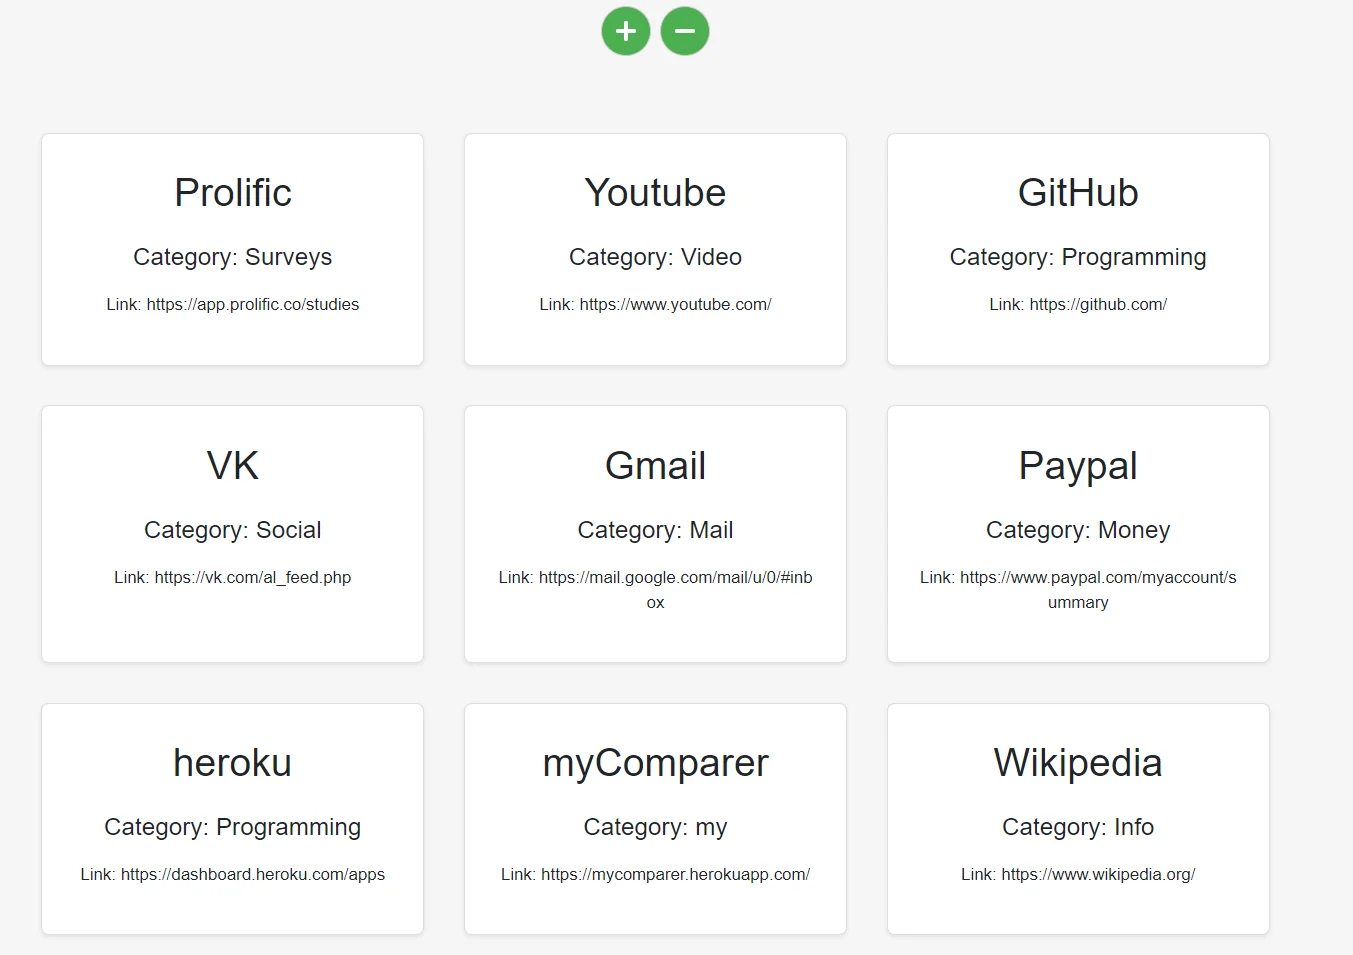 Prolific
Category: Surveys
Link: https://app.prolific.co/studies
Youtube
Category: Video
Link: https://www.youtube.com/
GitHub
Category: Programming
Link: https://github.com/
VK
Category: Social
Link: https://vk.com/al_feed.php
Gmail
Category: Mail
Link: https://mail.google.com/mail/u/0/#inb
ox
Paypal
Category: Money
Link: https://www.paypal.com/myaccount/s
ummary
heroku
Category: Programming
Link: https://dashboard.heroku.com/apps
myComparer
Category: my
Link: https://mycomparer.herokuapp.com/
Wikipedia
Category: Info
Link: https://www.wikipedia.org/